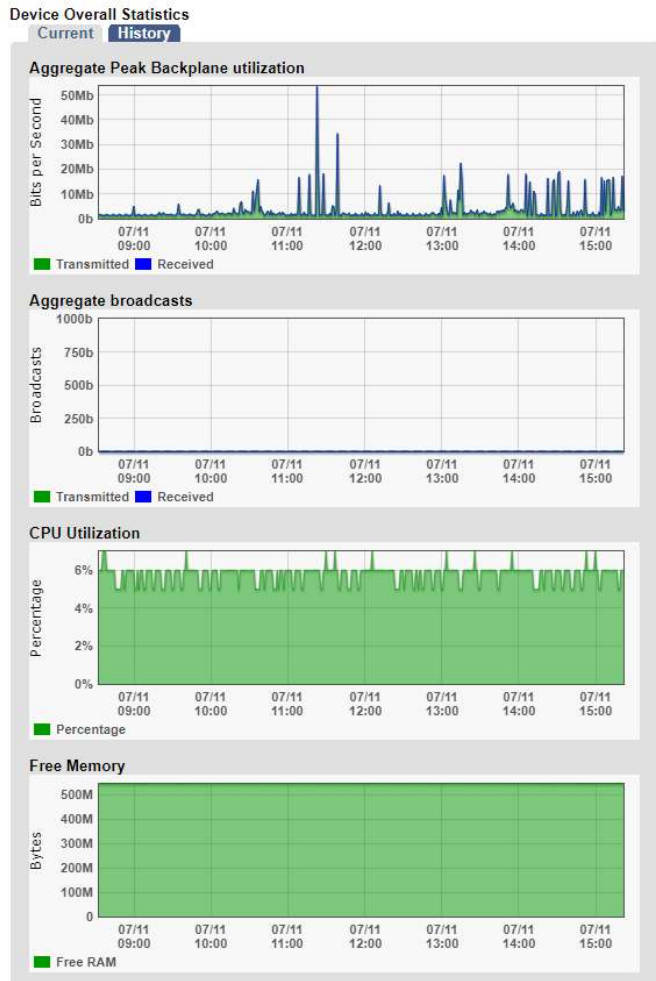 Device Overall Statistics
Current History
Aggregate Peak Backplane utilization
Bits per Second
50Mb
40Mb
30Mb
20Mb
10Mb
0b
07/11 07/11 07/11 07/11 07/11 07/11 07/11
09:00 10:00 11:00 12:00 13:00 14:00 15:00
Transmitted Received
Aggregate broadcasts
Broadcasts
1000b
750b
500b
250b
0b
07/11 07/11 07/11 07/11 07/11 07/11 07/11
09:00 10:00 11:00 12:00 13:00 14:00 15:00
Transmitted Received
CPU Utilization
Percentage
6%
4%
2%
0%
07/11 07/11 07/11 07/11 07/11 07/11 07/11
09:00 10:00 11:00 12:00 13:00 14:00 15:00
Percentage
Free Memory
Bytes
500M
400M
300M
200M
100M
0
07/11 07/11 07/11 07/11 07/11 07/11 07/11
09:00 10:00 11:00 12:00 13:00 14:00 15:00
Free RAM